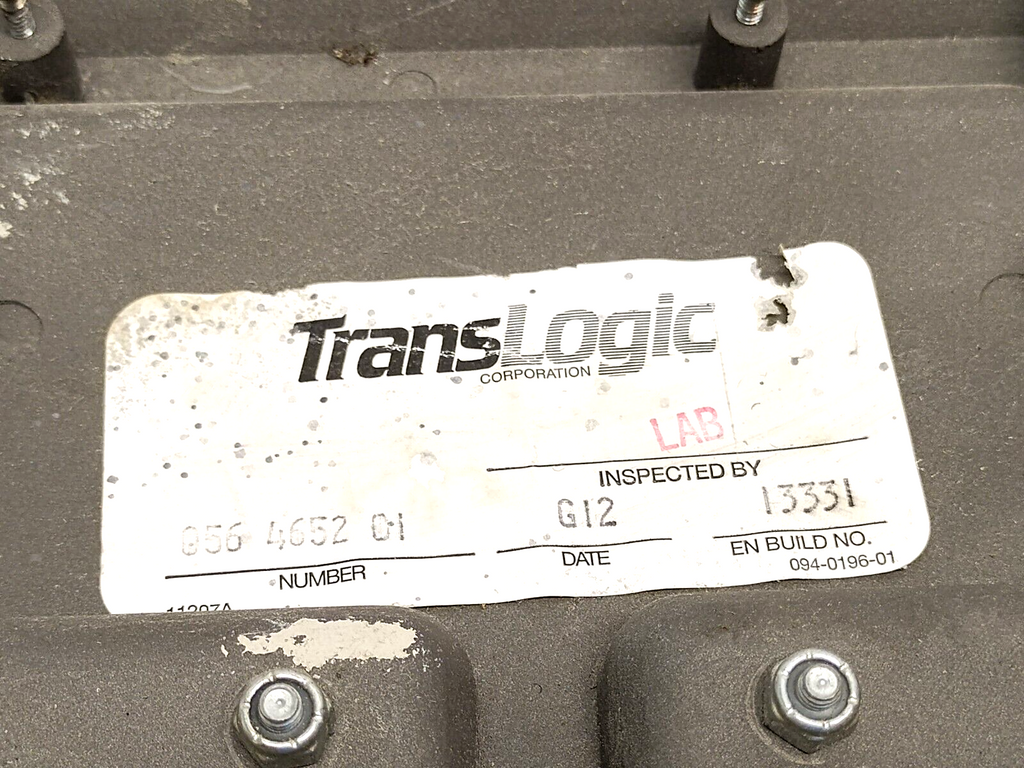 TransLogic
CORPORATION
LAB
INSPECTED BY
056 4652 01
G12
13331
NUMBER
DATE
EN BUILD NO.
094-0196-01